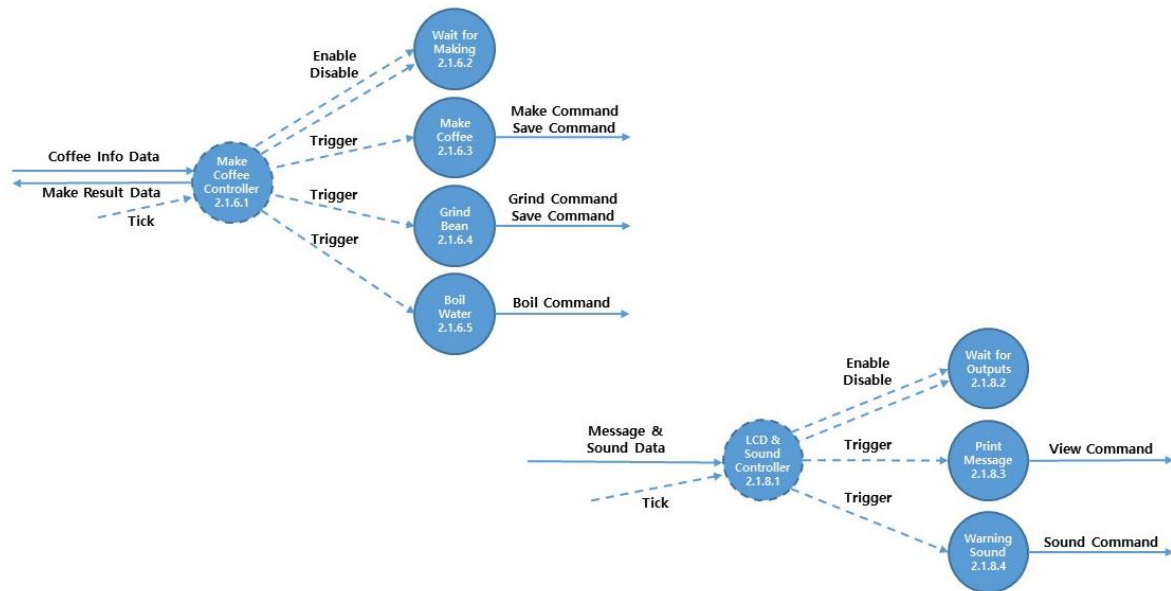 Wait for
Making
2.1.6.2
Enable
Disable
Make Command
Save Command
Make
Coffee
2.1.6.3
Trigger
Coffee Info Data
Make Result Data
Tick
Make
Coffee
Controller
2.1.6.1
Trigger
Grind
Bean
2.1.6.4
Grind Command
Save Command
Trigger
Boil
Water
2.1.6.5
Boil Command
Enable
Disable
Wait for
Outputs
2.1.8.2
Message &
Sound Data
Tick
LCD &
Sound
Controller
2.1.8.1
Trigger
Print
Message
2.1.8.3
View Command
Trigger
Warning
Sound
2.1.8.4
Sound Command